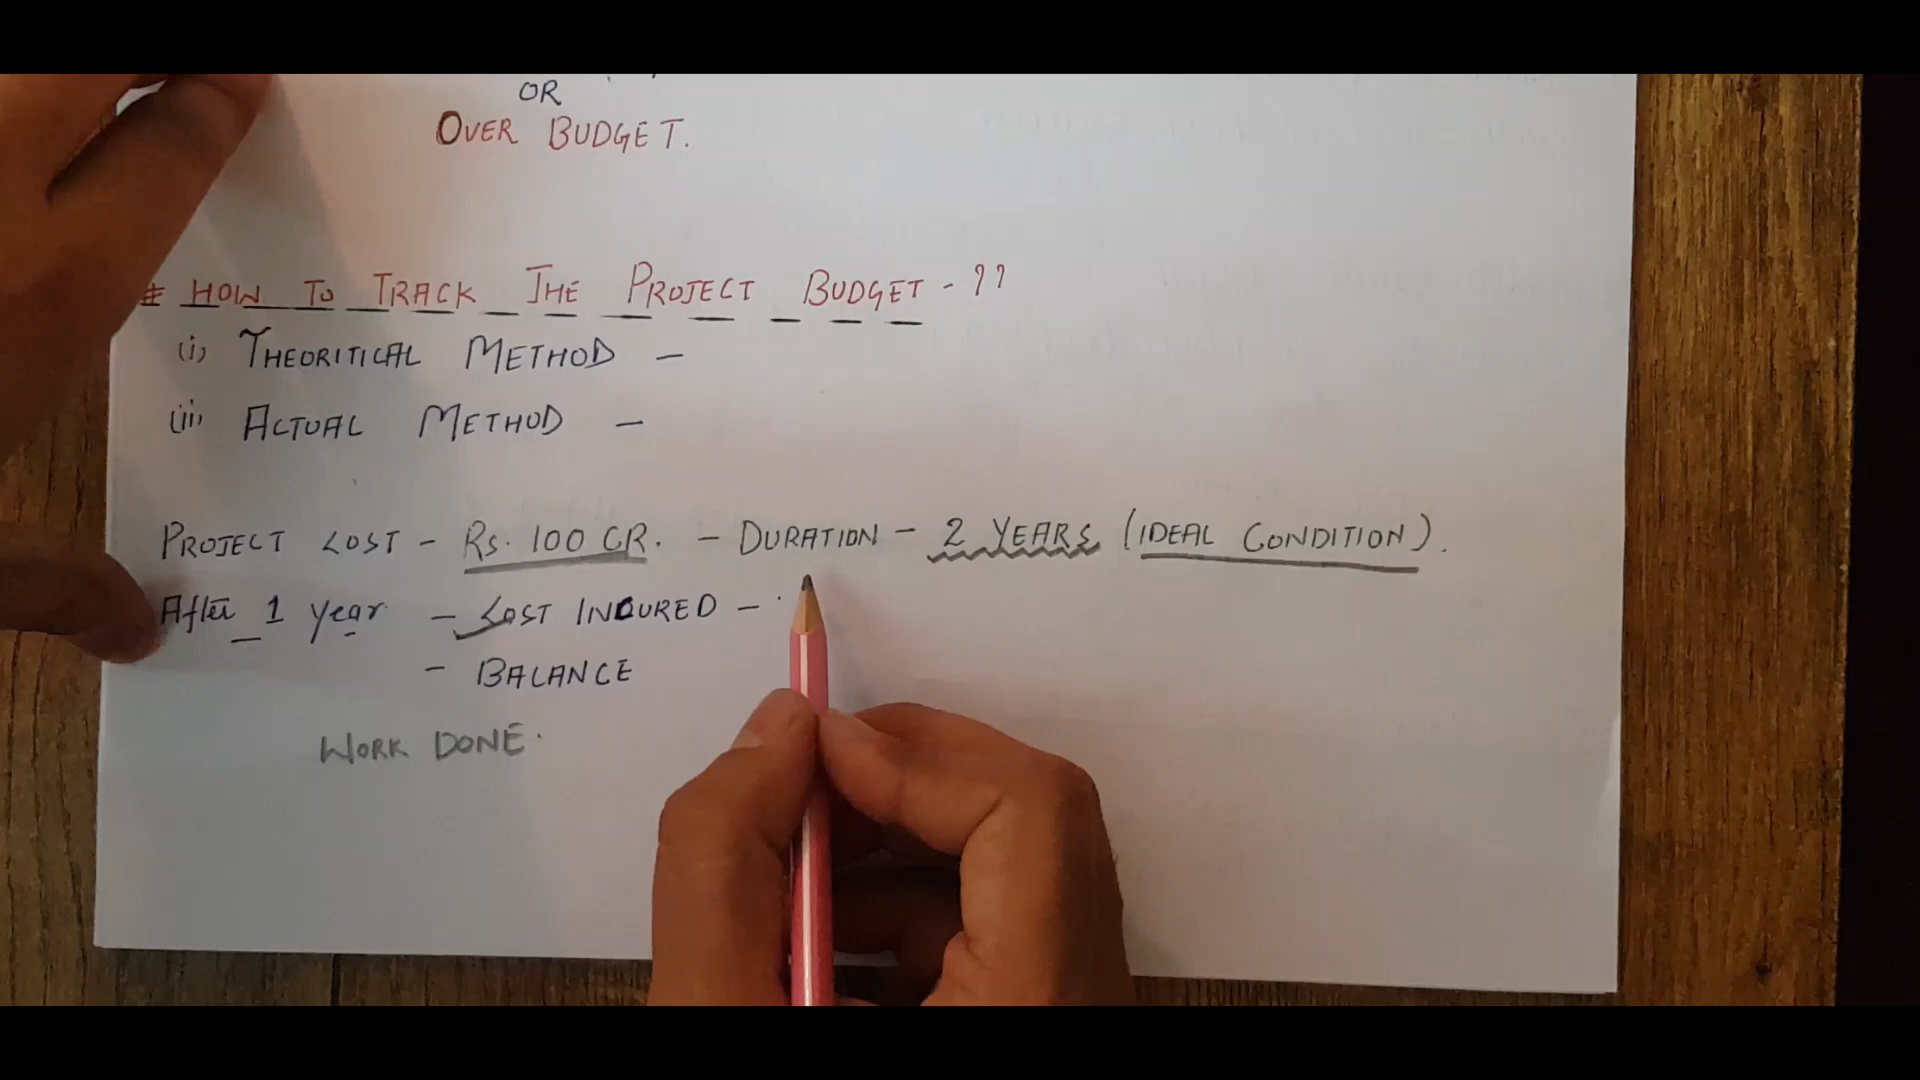 OR
OVER BUDGET.
# HOW TO TRACK THE PROJECT BUDGET - ??
(i) THEORITICAL METHOD -
(ii) ACTUAL METHOD -
PROJECT COST - Rs. 100 CR. - DURATION - 2 YEARS (IDEAL CONDITION).
After 1 year - COST INCURED -
- BALANCE
WORK DONE.